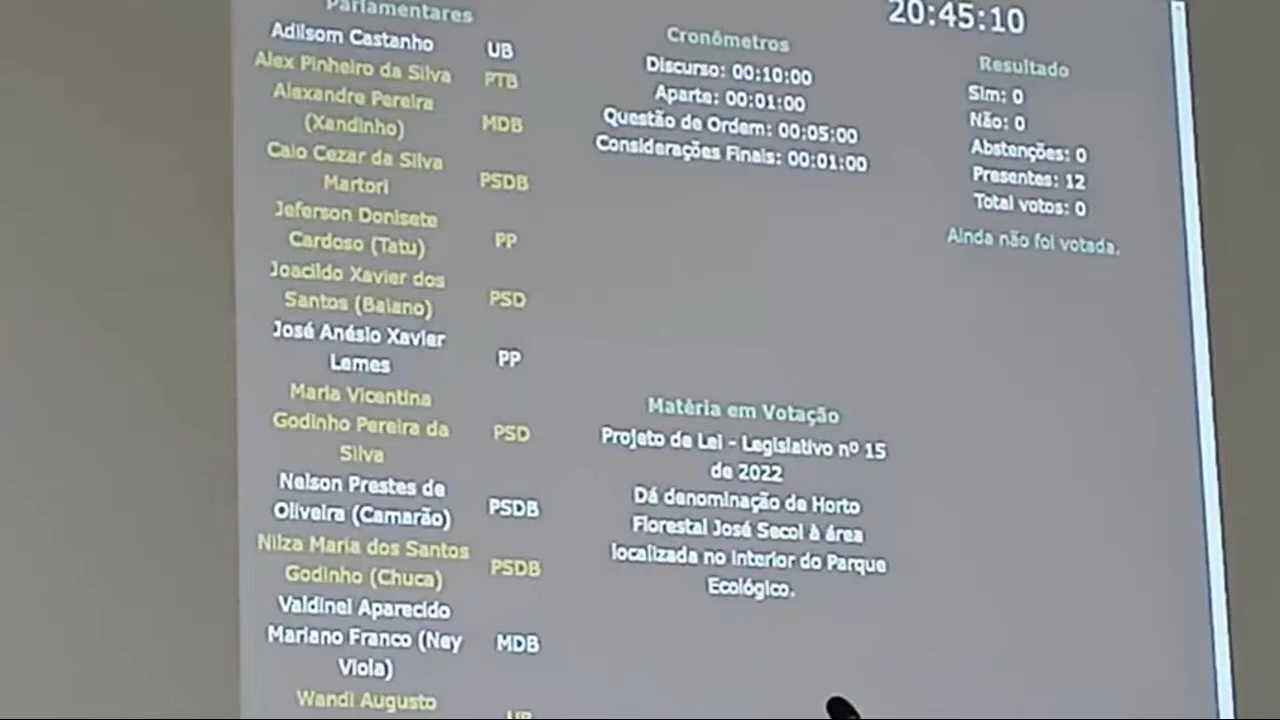 Parlamentares
Adilsom Castanho UB
Alex Pinheiro da Silva PTB
Alexandre Pereira
(Xandinho) MDB
Caio Cezar da Silva
Martori PSDB
Jeferson Donisete
Cardoso (Tatu) PP
Joacildo Xavier dos
Santos (Baiano) PSD
José Anésio Xavier
Lemes PP
Maria Vicentina
Godinho Pereira da
Silva PSD
Nelson Prestes de
Oliveira (Camarão) PSDB
Nilza Maria dos Santos
Godinho (Chuca) PSDB
Valdinei Aparecido
Mariano Franco (Ney
Viola) MDB
Wandi Augusto
UB
Cronômetros
Discurso: 00:10:00
Aparte: 00:01:00
Questão de Ordem: 00:05:00
Considerações Finais: 00:01:00
Matéria em Votação
Projeto de Lei - Legislativo nº 15
de 2022
Dá denominação de Horto
Florestal José Secol à área
localizada no interior do Parque
Ecológico.
20:45:10
Resultado
Sim: 0
Não: 0
Abstenções: 0
Presentes: 12
Total votos: 0
Ainda não foi votada.